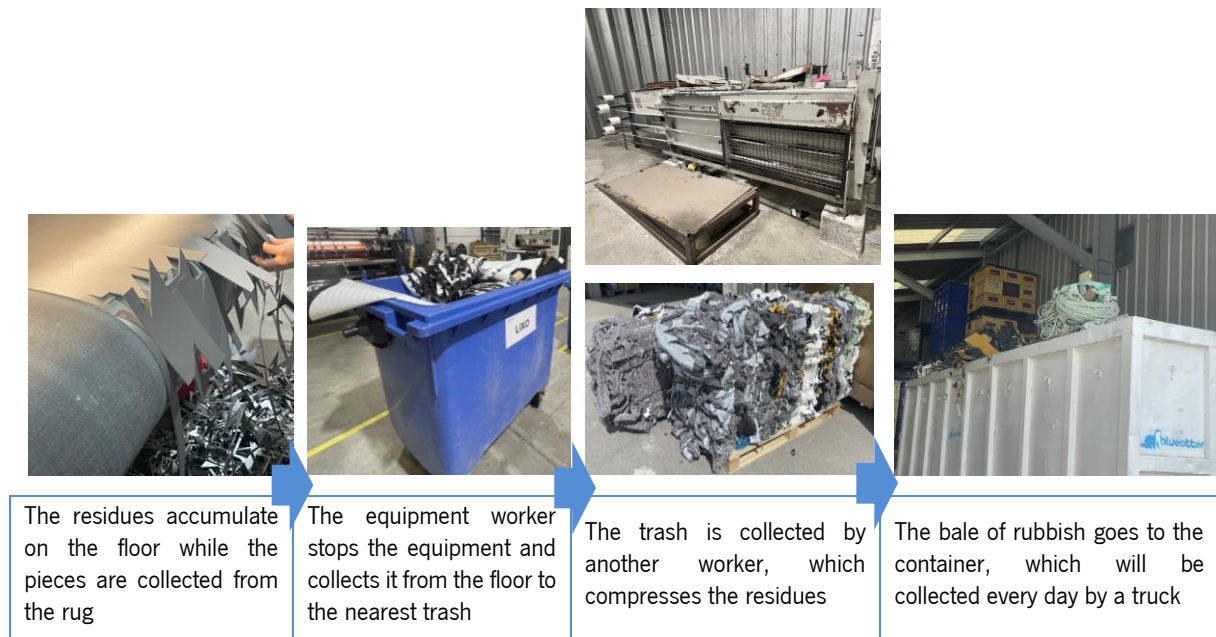 LIXO
blueotter
The residues accumulate
on the floor while the
pieces are collected from
the rug
The equipment worker
stops the equipment and
collects it from the floor to
the nearest trash
The trash is collected by
another worker, which
compresses the residues
The bale of rubbish goes to the
container, which will be
collected every day by a truck